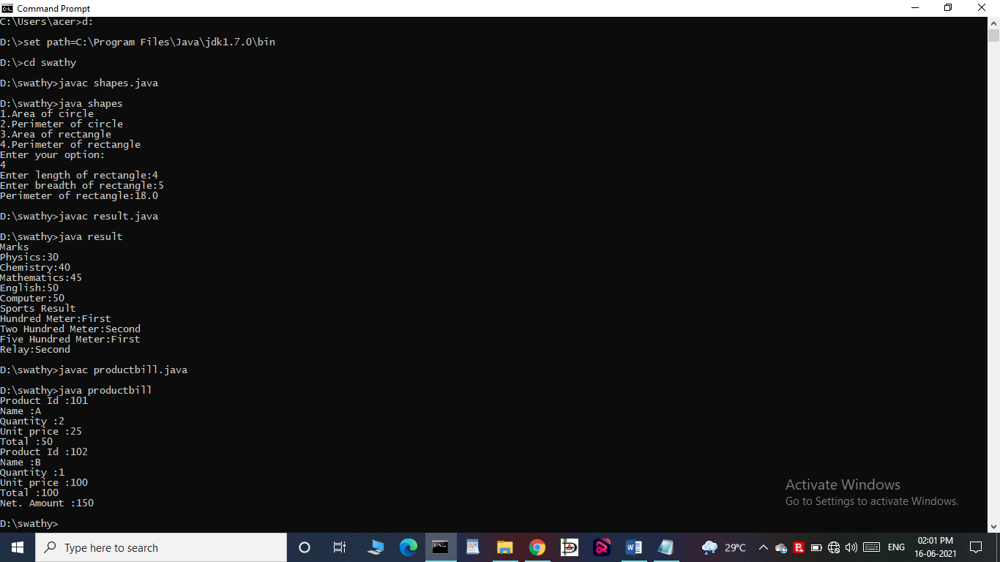 Command Prompt
C:\Users\acer>d:
D:\>set path=C:\Program Files\Java\jdk1.7.0\bin
D:\>cd swathy
D:\swathy>javac shapes.java
D:\swathy>java shapes
1.Area of circle
2.Perimeter of circle
3.Area of rectangle
4.Perimeter of rectangle
Enter your option:
4
Enter length of rectangle:4
Enter breadth of rectangle:5
Perimeter of rectangle:18.0
D:\swathy>javac result.java
D:\swathy>java result
Marks
Physics:30
Chemistry:40
Mathematics:45
English:50
Computer:50
Sports Result
Hundred Meter:First
Two Hundred Meter:Second
Five Hundred Meter:First
Relay:Second
D:\swathy>javac productbill.java
D:\swathy>java productbill
Product Id :101
Name :A
Quantity :2
Unit price :25
Total :50
Product Id :102
Name :B
Quantity :1
Unit price :100
Total :100
Net. Amount :150
D:\swathy>
Activate Windows
Go to Settings to activate Windows.
Type here to search
29°C
ENG
02:01 PM
16-06-2021